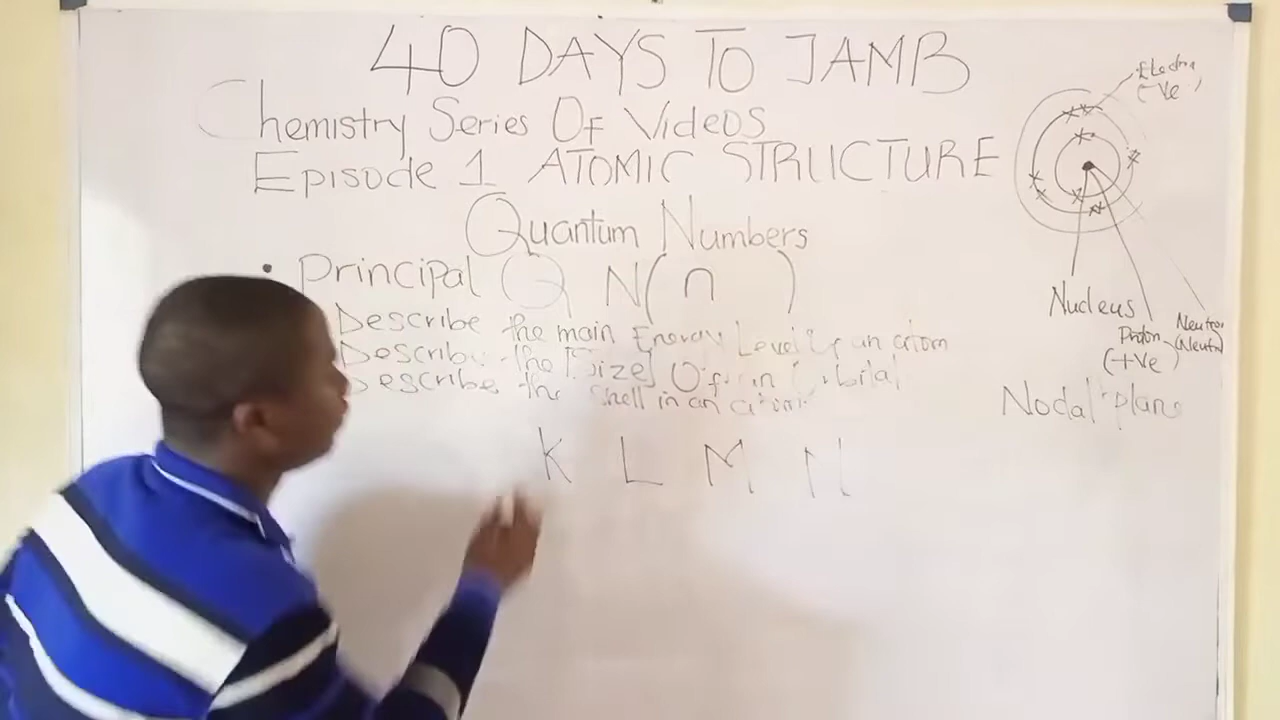 40 DAYS TO JAMB
Chemistry Series OF Videos
Episode 1 ATOMIC STRUCTURE
Quantum Numbers
• Principal Q N( n )
Describe the main Energy Level of an atom
Describe the [Size] Of an Orbital
Describe the Shell in an atom
K L M N
Electron
(-Ve)
Nucleus
Proton
(+Ve)
Neutron
Nodal plane